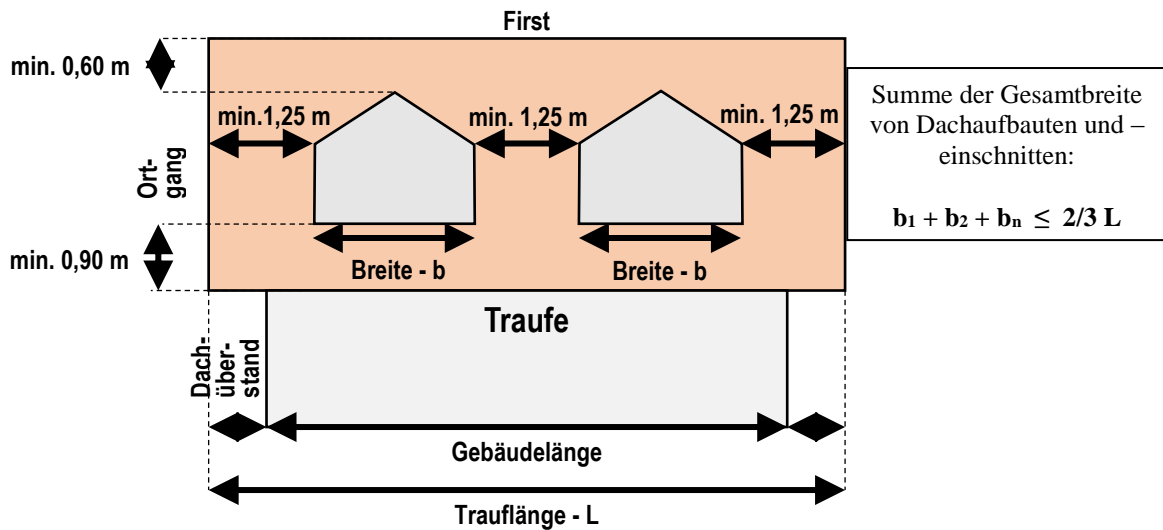 First
min. 0,60 m
min.1,25 m
min. 1,25 m
min. 1,25 m
Summe der Gesamtbreite
von Dachaufbauten und –
einschnitten:
b₁ + b₂ + bₙ ≤ 2/3 L
Ort-
gang
min. 0,90 m
Breite - b
Breite - b
Traufe
Dach-
über-
stand
Gebäudelänge
Trauflänge - L